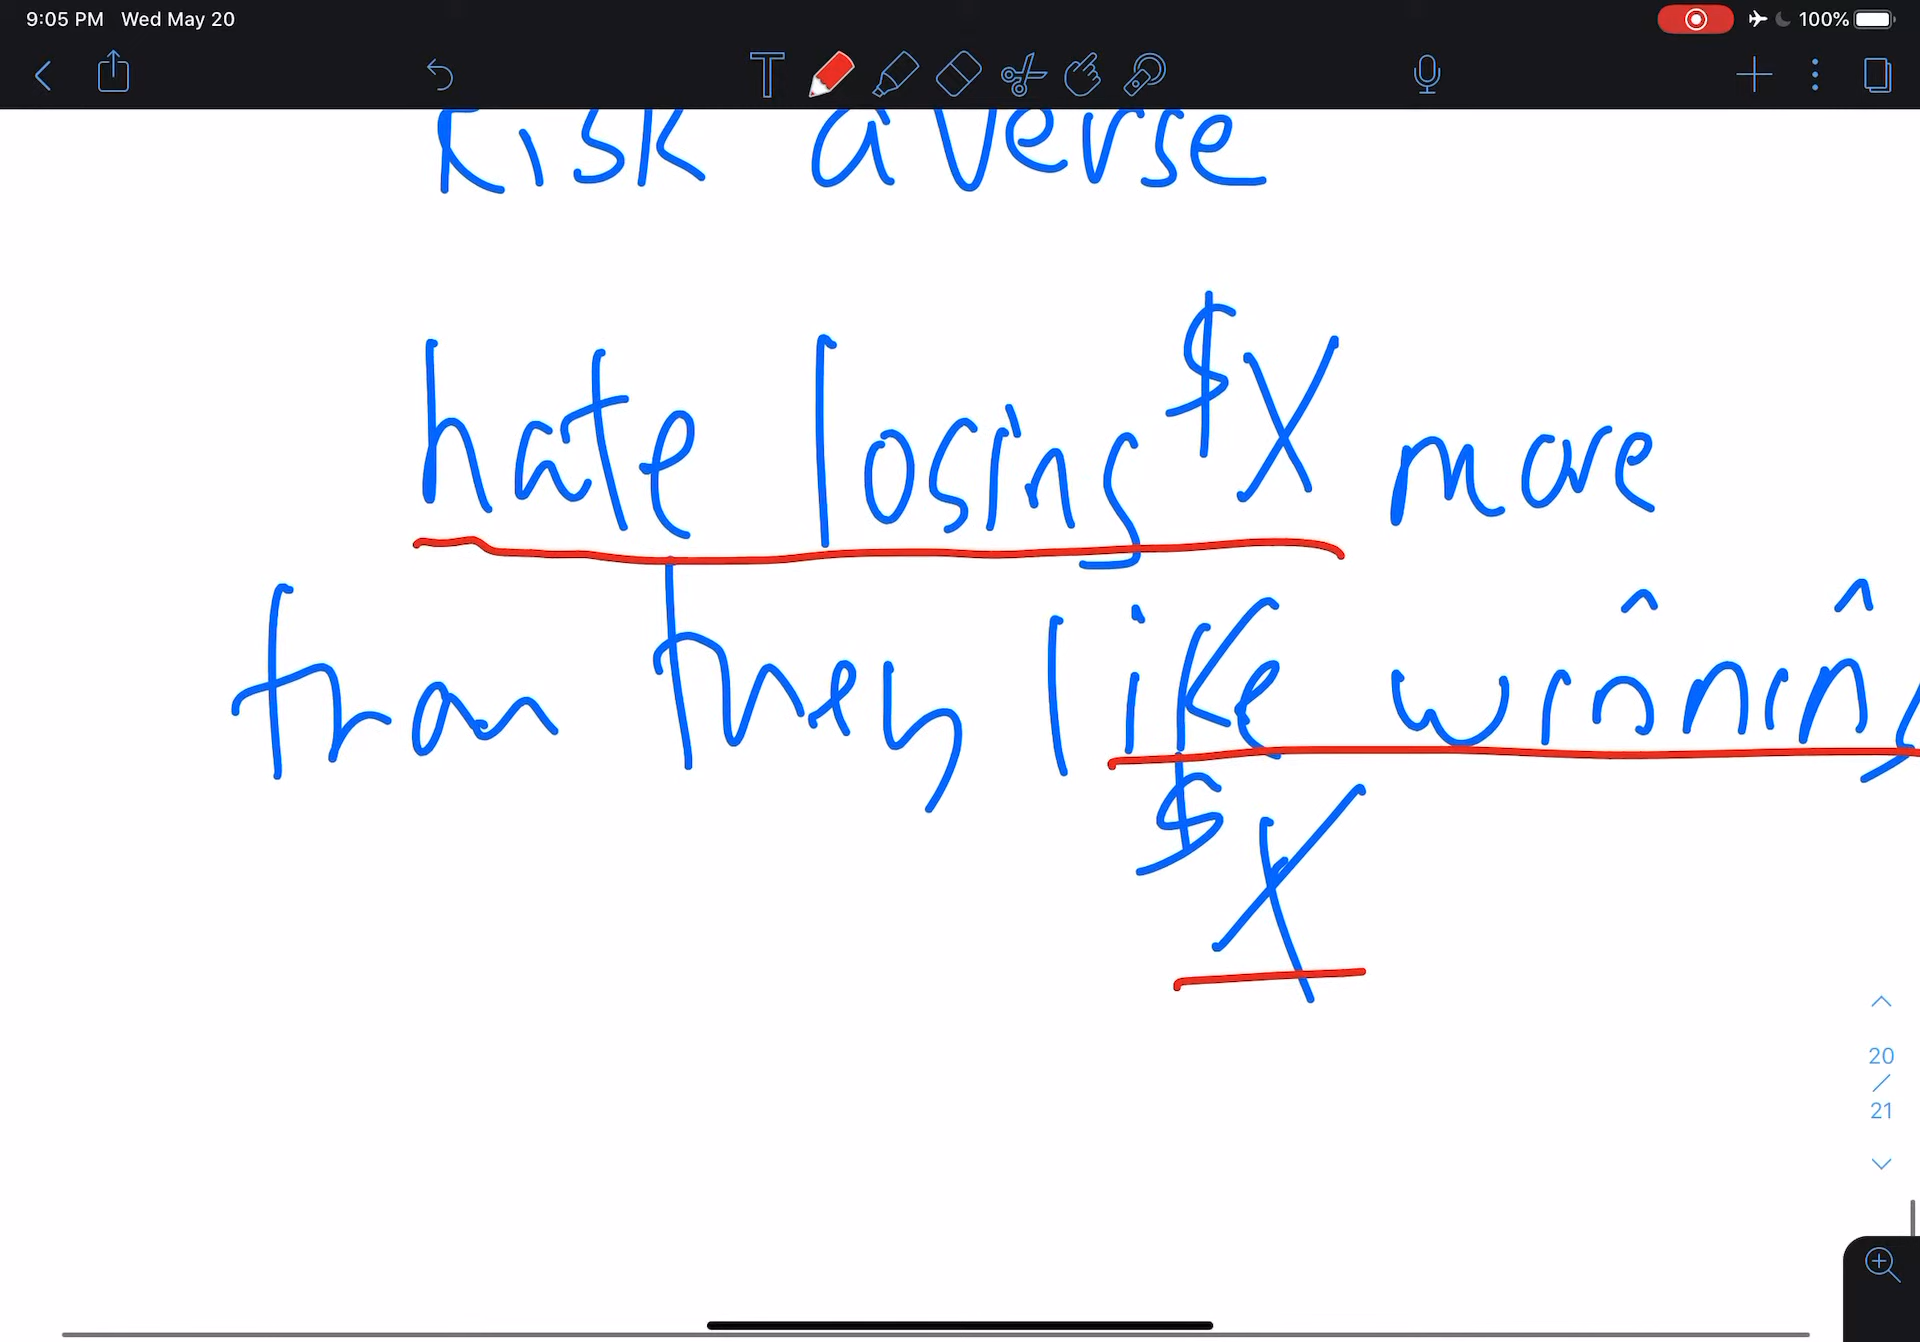 9:05 PM Wed May 20 100%
Risk averse
hate losing $X more
than they like winning
$X
20
/
21